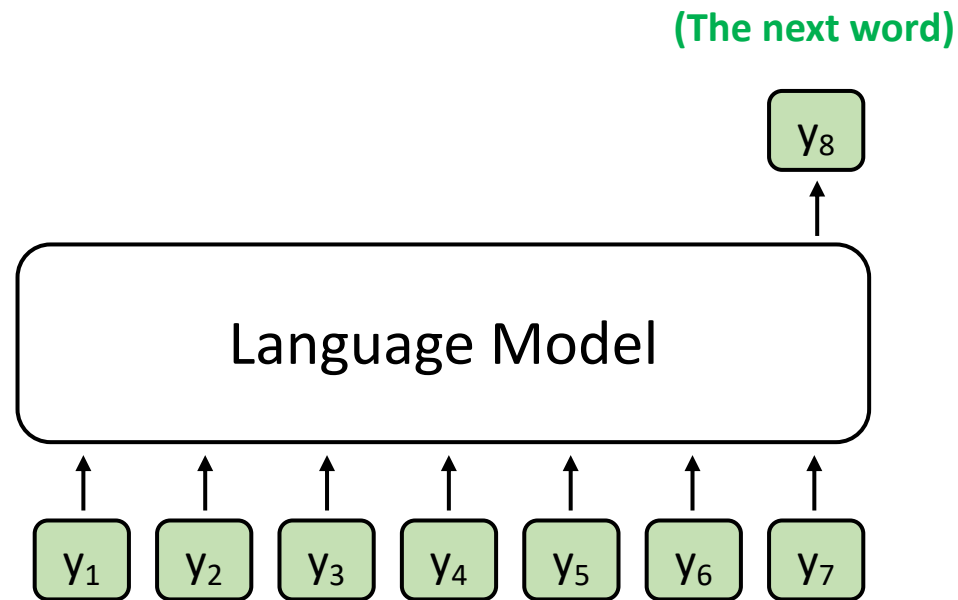 (The next word)
y₈
Language Model
y₁ y₂ y₃ y₄ y₅ y₆ y₇